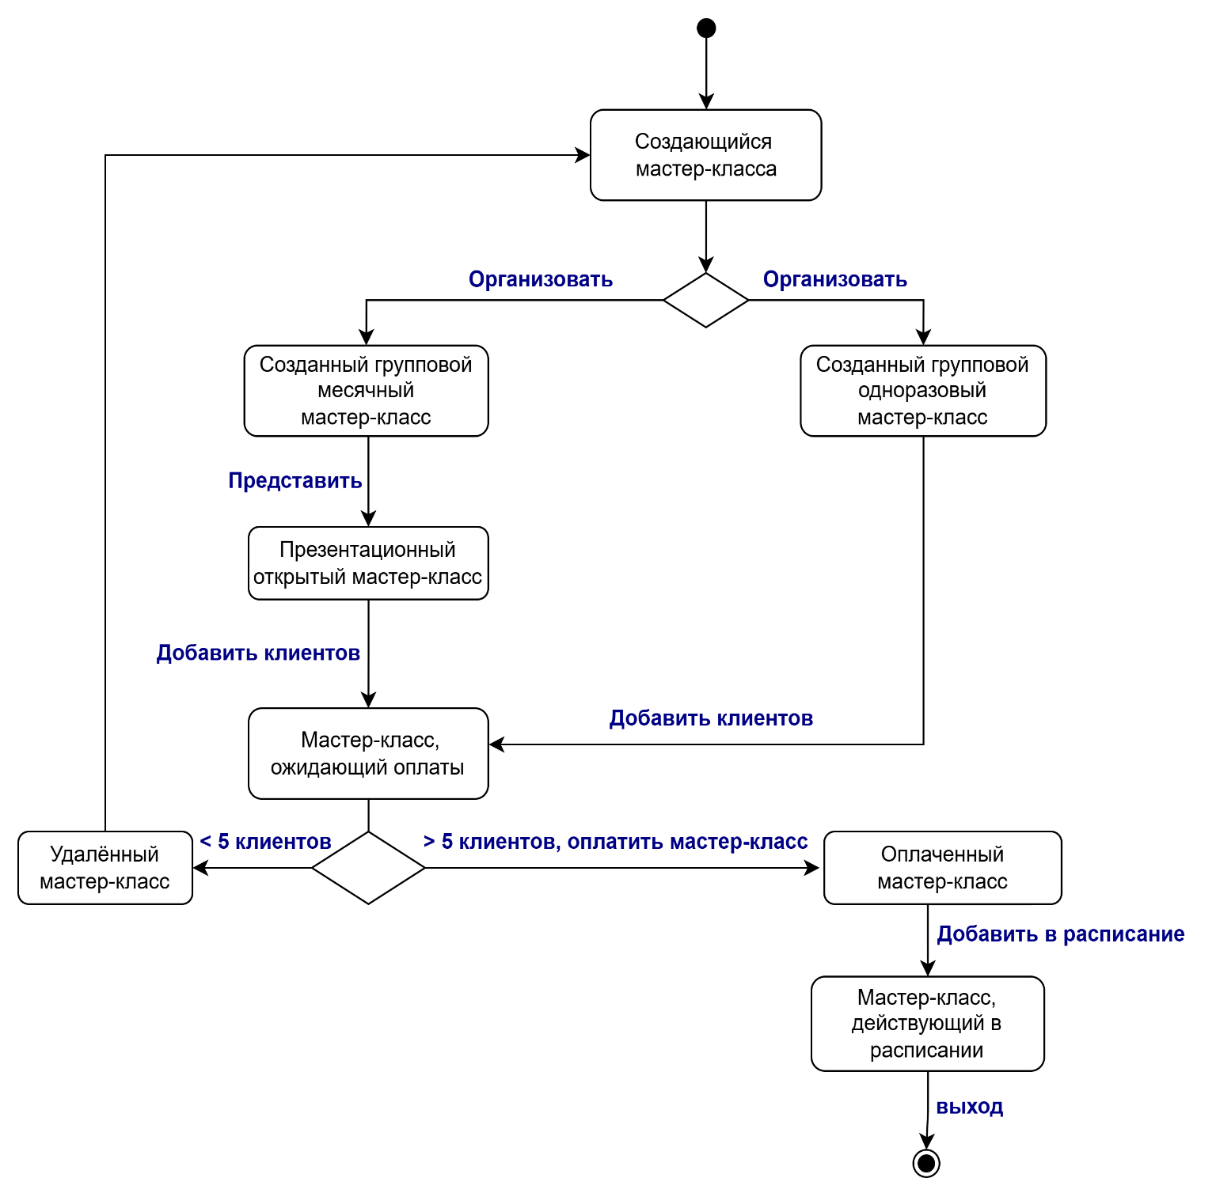 Создающийся
мастер-класса
Организовать
Организовать
Созданный групповой
месячный
мастер-класс
Созданный групповой
одноразовый
мастер-класс
Представить
Презентационный
открытый мастер-класс
Добавить клиентов
Добавить клиентов
Мастер-класс,
ожидающий оплаты
< 5 клиентов
> 5 клиентов, оплатить мастер-класс
Удалённый
мастер-класс
Оплаченный
мастер-класс
Добавить в расписание
Мастер-класс,
действующий в
расписании
выход